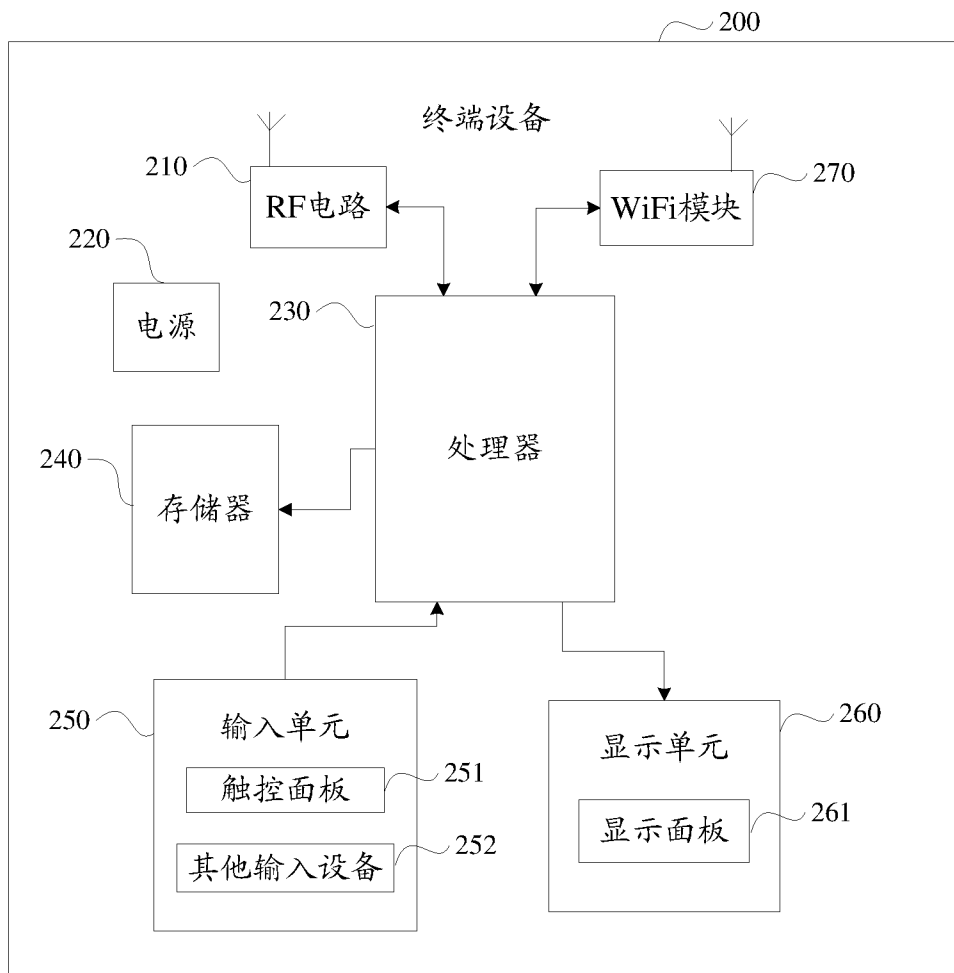 200
终端设备
210
RF电路
WiFi模块
270
220
电源
230
处理器
240
存储器
250
输入单元
触控面板
251
其他输入设备
252
显示单元
260
显示面板
261